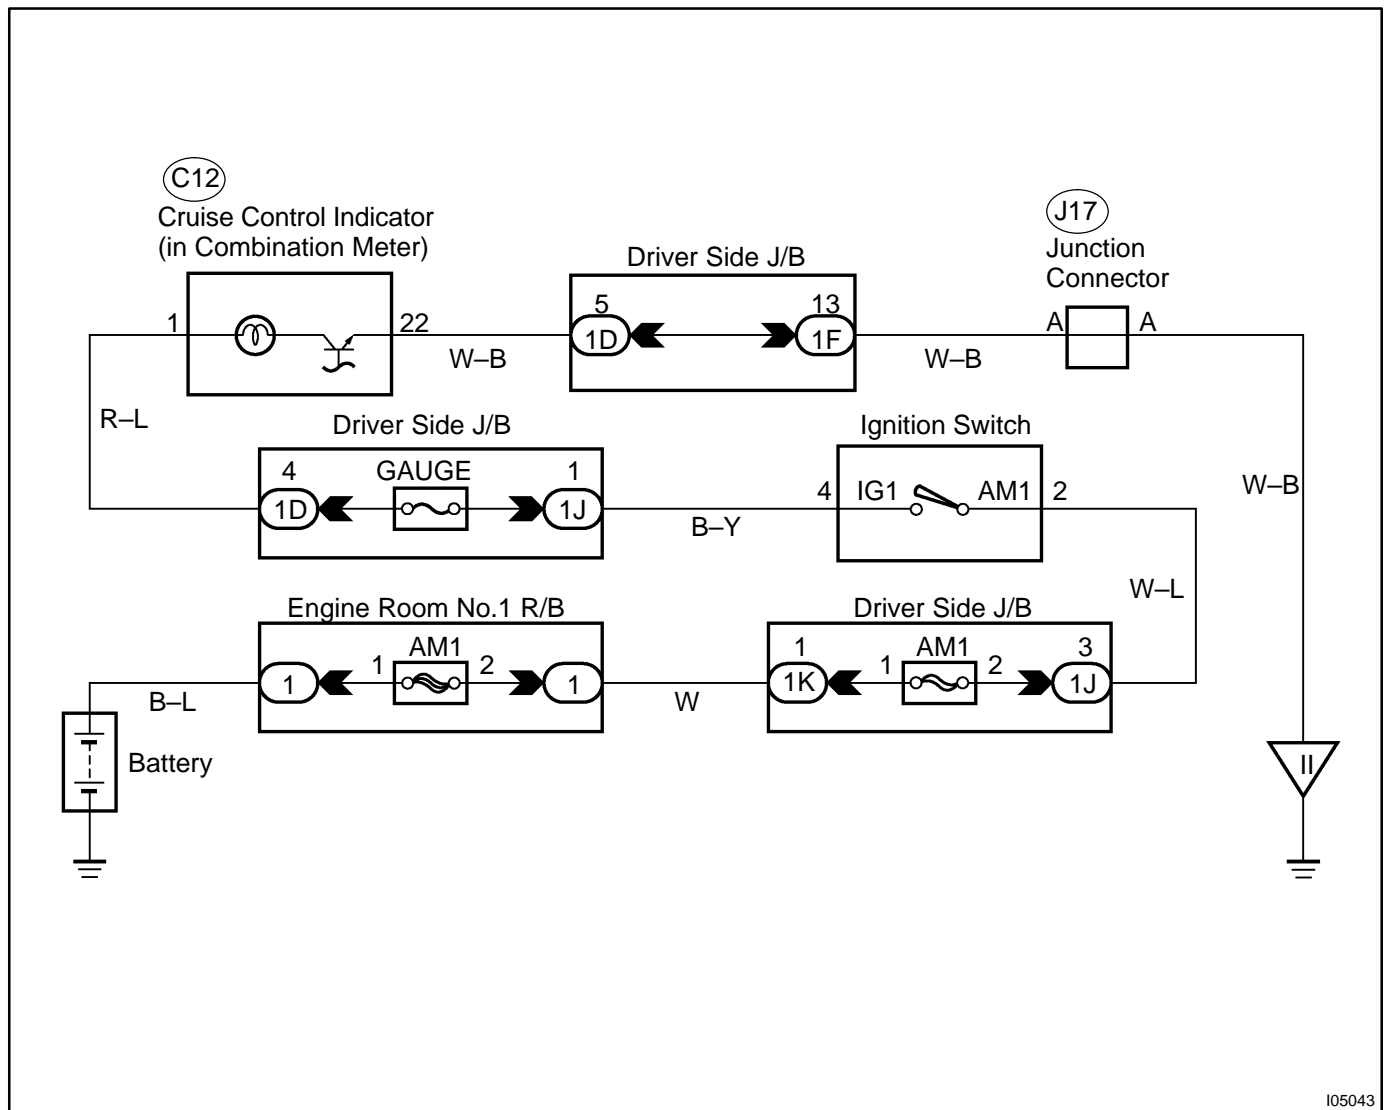 C12
Cruise Control Indicator
(in Combination Meter)
J17
Junction
Connector
Driver Side J/B
1
22
W–B
5
1D
13
1F
W–B
A
A
R–L
Driver Side J/B
4
1D
GAUGE
1
1J
B–Y
Ignition Switch
4
IG1
AM1
2
W–B
W–L
Engine Room No.1 R/B
B–L
1
1
AM1
2
1
W
Driver Side J/B
1
1K
1
AM1
2
3
1J
Battery
II
I05043